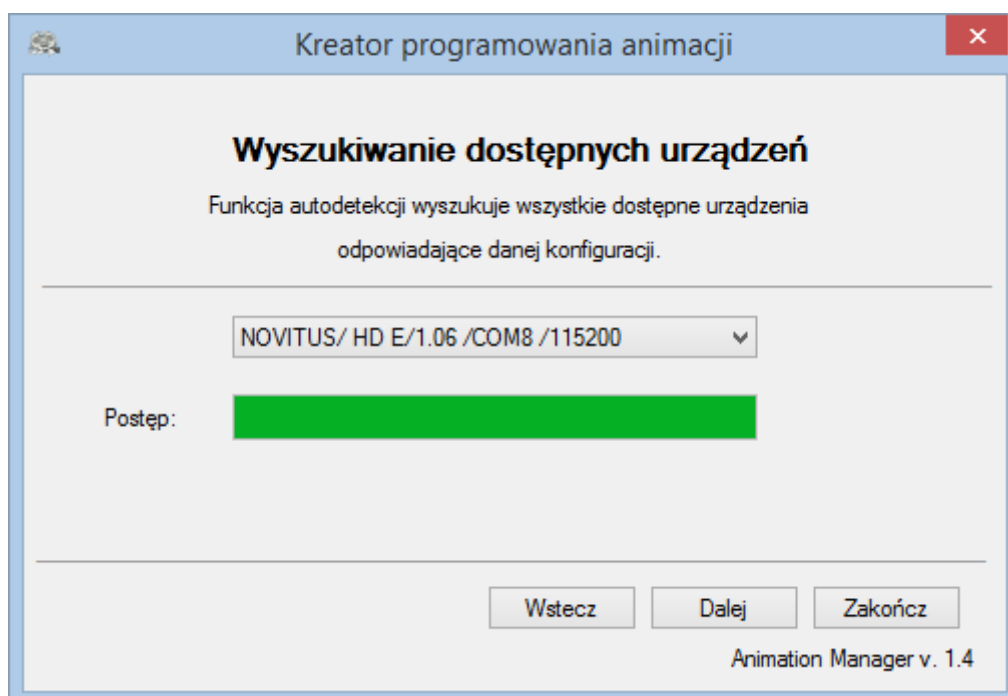 Kreator programowania animacji
Wyszukiwanie dostępnych urządzeń
Funkcja autodetekcji wyszukuje wszystkie dostępne urządzenia
odpowiadające danej konfiguracji.
NOVITUS/ HD E/1.06 /COM8 /115200
Postęp:
Wstecz Dalej Zakończ
Animation Manager v. 1.4